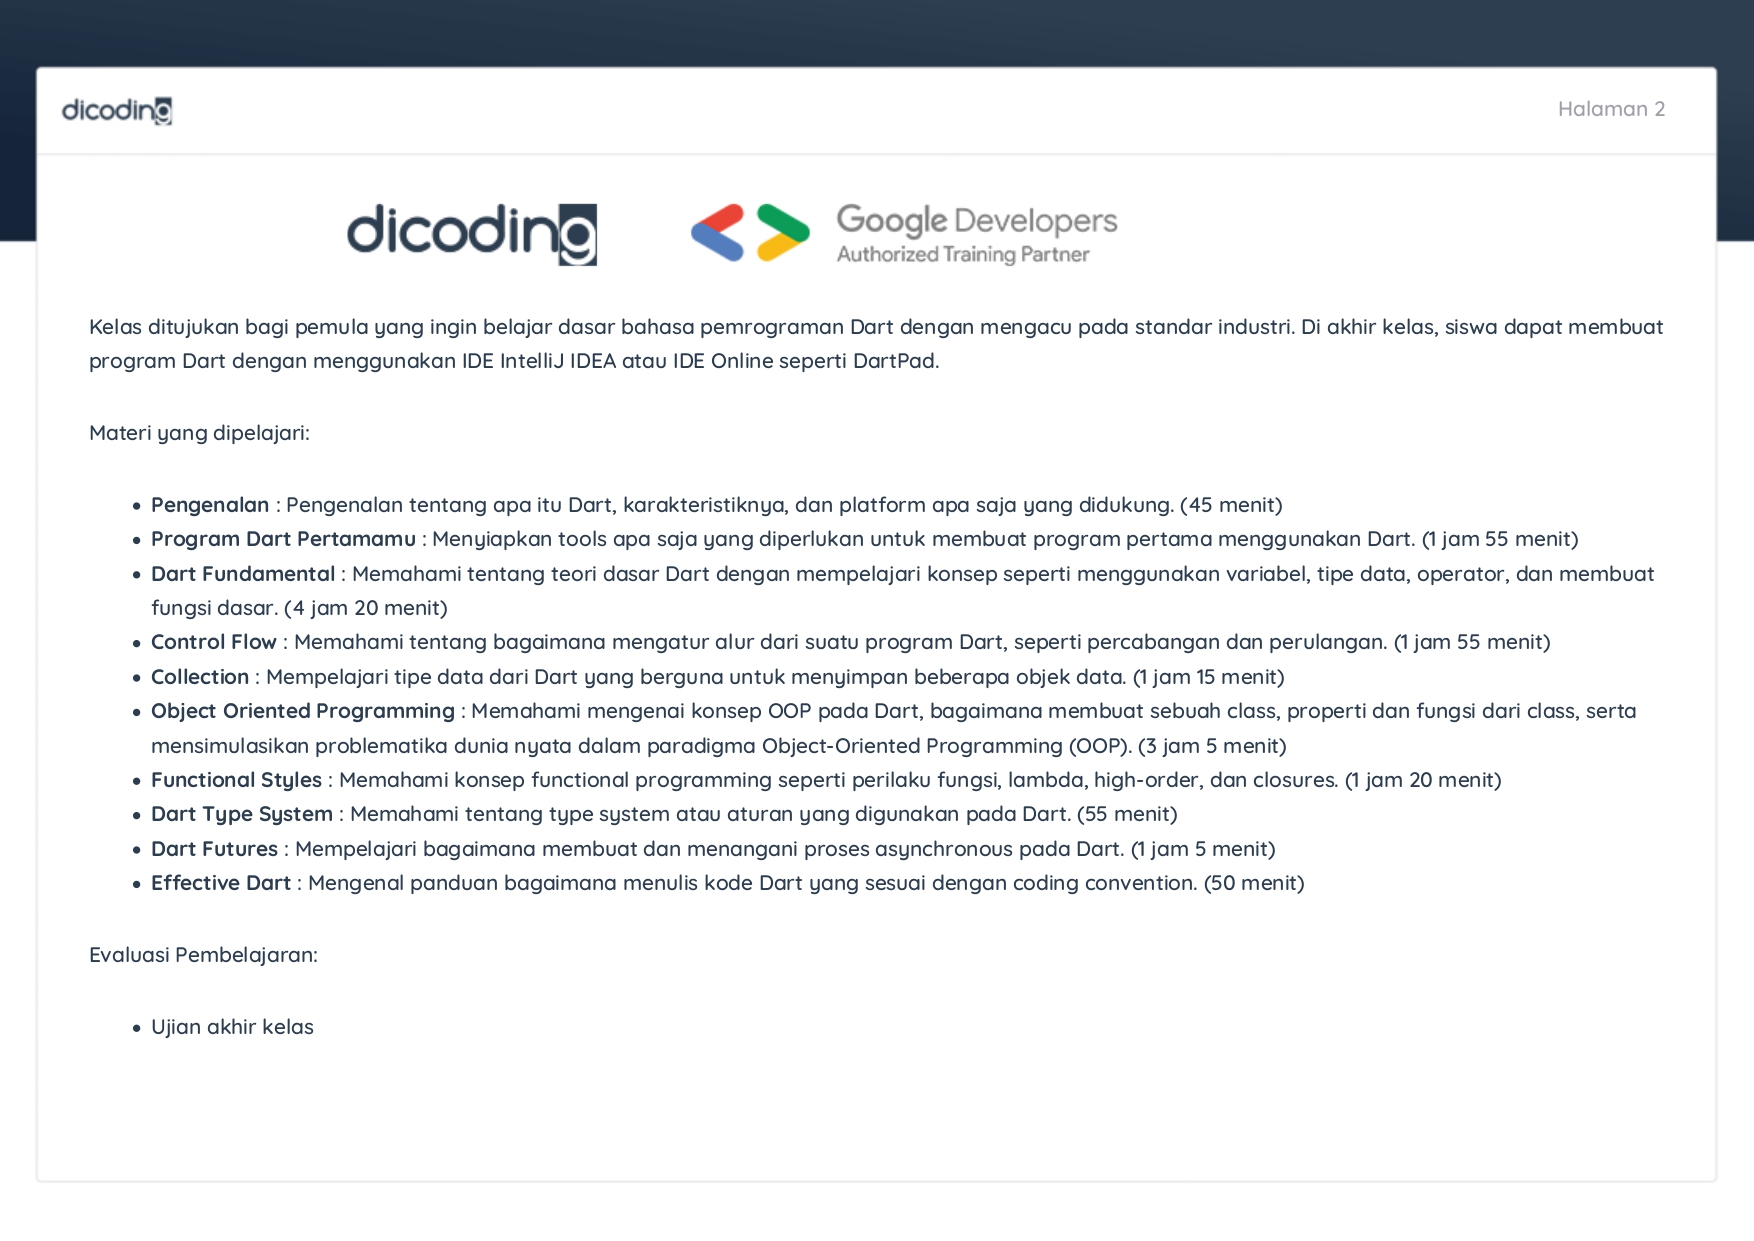 dicoding
Halaman 2
dicoding
Google Developers
Authorized Training Partner
Kelas ditujukan bagi pemula yang ingin belajar dasar bahasa pemrograman Dart dengan mengacu pada standar industri. Di akhir kelas, siswa dapat membuat
program Dart dengan menggunakan IDE IntelliJ IDEA atau IDE Online seperti DartPad.
Materi yang dipelajari:
• Pengenalan : Pengenalan tentang apa itu Dart, karakteristiknya, dan platform apa saja yang didukung. (45 menit)
• Program Dart Pertamamu : Menyiapkan tools apa saja yang diperlukan untuk membuat program pertama menggunakan Dart. (1 jam 55 menit)
• Dart Fundamental : Memahami tentang teori dasar Dart dengan mempelajari konsep seperti menggunakan variabel, tipe data, operator, dan membuat
fungsi dasar. (4 jam 20 menit)
• Control Flow : Memahami tentang bagaimana mengatur alur dari suatu program Dart, seperti percabangan dan perulangan. (1 jam 55 menit)
• Collection : Mempelajari tipe data dari Dart yang berguna untuk menyimpan beberapa objek data. (1 jam 15 menit)
• Object Oriented Programming : Memahami mengenai konsep OOP pada Dart, bagaimana membuat sebuah class, properti dan fungsi dari class, serta
mensimulasikan problematika dunia nyata dalam paradigma Object-Oriented Programming (OOP). (3 jam 5 menit)
• Functional Styles : Memahami konsep functional programming seperti perilaku fungsi, lambda, high-order, dan closures. (1 jam 20 menit)
• Dart Type System : Memahami tentang type system atau aturan yang digunakan pada Dart. (55 menit)
• Dart Futures : Mempelajari bagaimana membuat dan menangani proses asynchronous pada Dart. (1 jam 5 menit)
• Effective Dart : Mengenal panduan bagaimana menulis kode Dart yang sesuai dengan coding convention. (50 menit)
Evaluasi Pembelajaran:
• Ujian akhir kelas